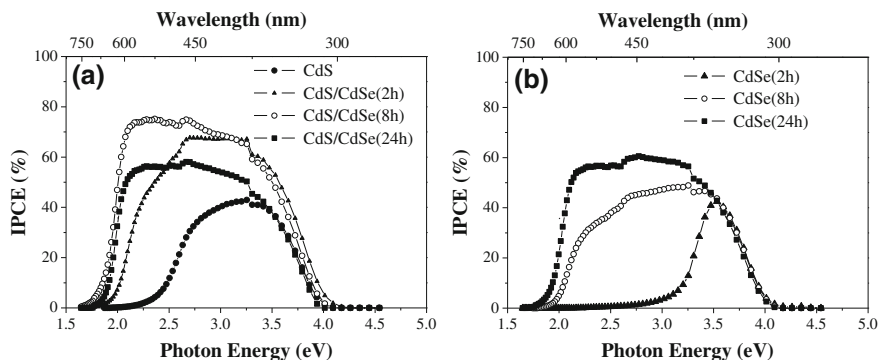 Wavelength (nm)
750 600 450 300
(a)
CdS
CdS/CdSe(2h)
CdS/CdSe(8h)
CdS/CdSe(24h)
IPCE (%)
100
80
60
40
20
0
1.5 2.0 2.5 3.0 3.5 4.0 4.5 5.0
Photon Energy (eV)
Wavelength (nm)
750 600 450 300
(b)
CdSe(2h)
CdSe(8h)
CdSe(24h)
IPCE (%)
100
80
60
40
20
0
1.5 2.0 2.5 3.0 3.5 4.0 4.5 5.0
Photon Energy (eV)